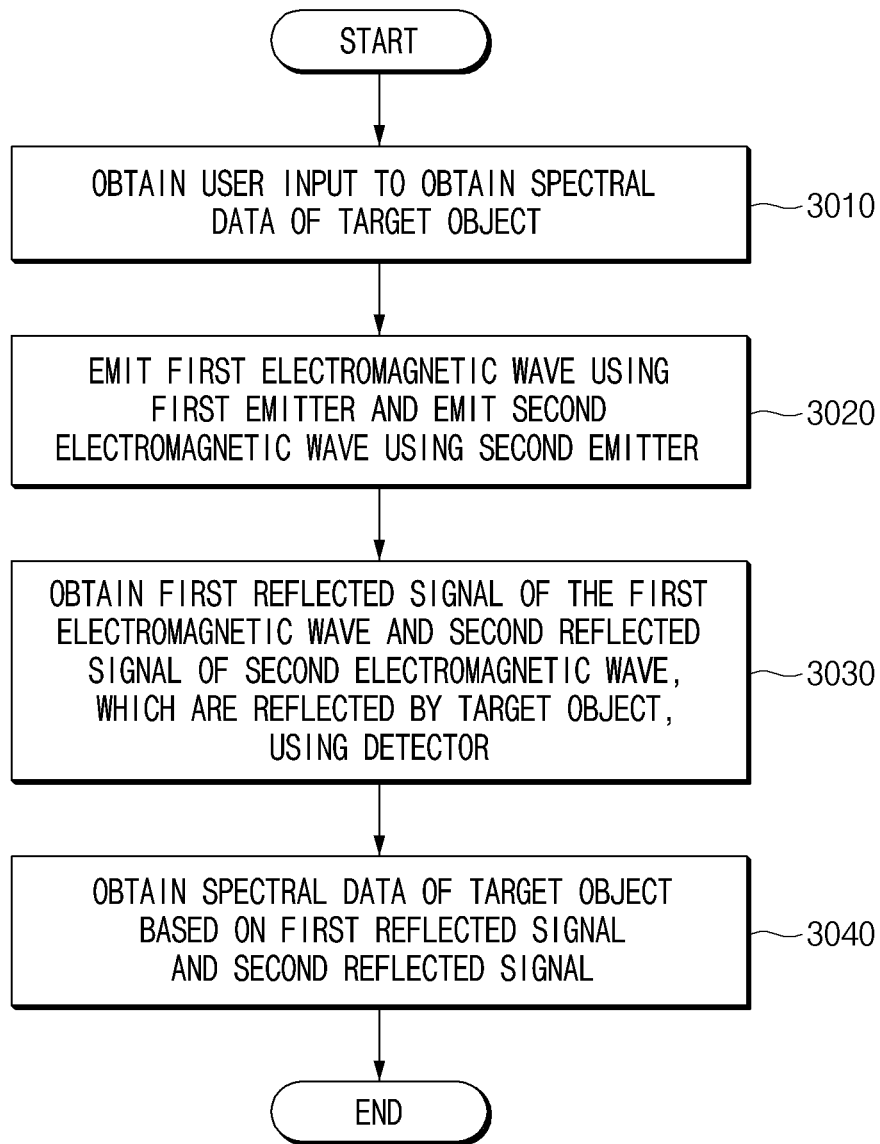 START
OBTAIN USER INPUT TO OBTAIN SPECTRAL
DATA OF TARGET OBJECT
3010
EMIT FIRST ELECTROMAGNETIC WAVE USING
FIRST EMITTER AND EMIT SECOND
ELECTROMAGNETIC WAVE USING SECOND EMITTER
3020
OBTAIN FIRST REFLECTED SIGNAL OF THE FIRST
ELECTROMAGNETIC WAVE AND SECOND REFLECTED
SIGNAL OF SECOND ELECTROMAGNETIC WAVE,
WHICH ARE REFLECTED BY TARGET OBJECT,
USING DETECTOR
3030
OBTAIN SPECTRAL DATA OF TARGET OBJECT
BASED ON FIRST REFLECTED SIGNAL
AND SECOND REFLECTED SIGNAL
3040
END